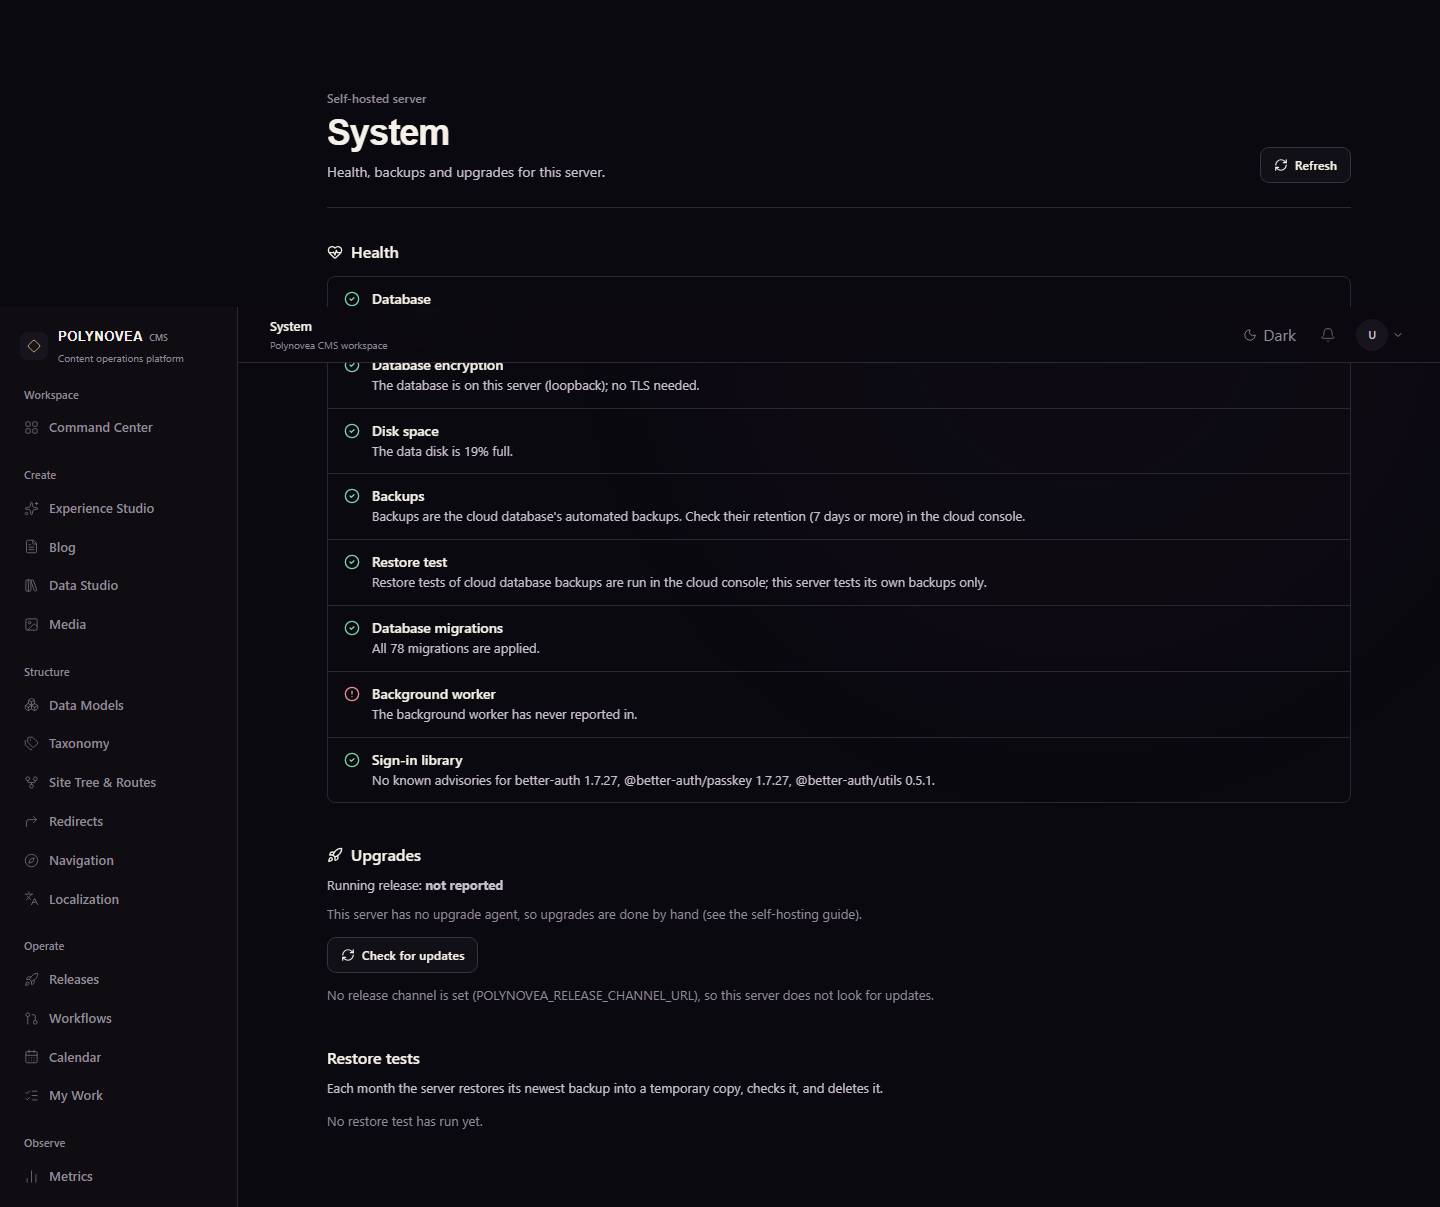 Self-hosted server
System
Health, backups and upgrades for this server.
Refresh
Health
Database
POLYNOVEA CMS
Content operations platform
System
Polynovea CMS workspace
Dark
U
Workspace
Command Center
Create
Experience Studio
Blog
Data Studio
Media
Structure
Data Models
Taxonomy
Site Tree & Routes
Redirects
Navigation
Localization
Operate
Releases
Workflows
Calendar
My Work
Observe
Metrics
Database encryption
The database is on this server (loopback); no TLS needed.
Disk space
The data disk is 19% full.
Backups
Backups are the cloud database's automated backups. Check their retention (7 days or more) in the cloud console.
Restore test
Restore tests of cloud database backups are run in the cloud console; this server tests its own backups only.
Database migrations
All 78 migrations are applied.
Background worker
The background worker has never reported in.
Sign-in library
No known advisories for better-auth 1.7.27, @better-auth/passkey 1.7.27, @better-auth/utils 0.5.1.
Upgrades
Running release: not reported
This server has no upgrade agent, so upgrades are done by hand (see the self-hosting guide).
Check for updates
No release channel is set (POLYNOVEA_RELEASE_CHANNEL_URL), so this server does not look for updates.
Restore tests
Each month the server restores its newest backup into a temporary copy, checks it, and deletes it.
No restore test has run yet.